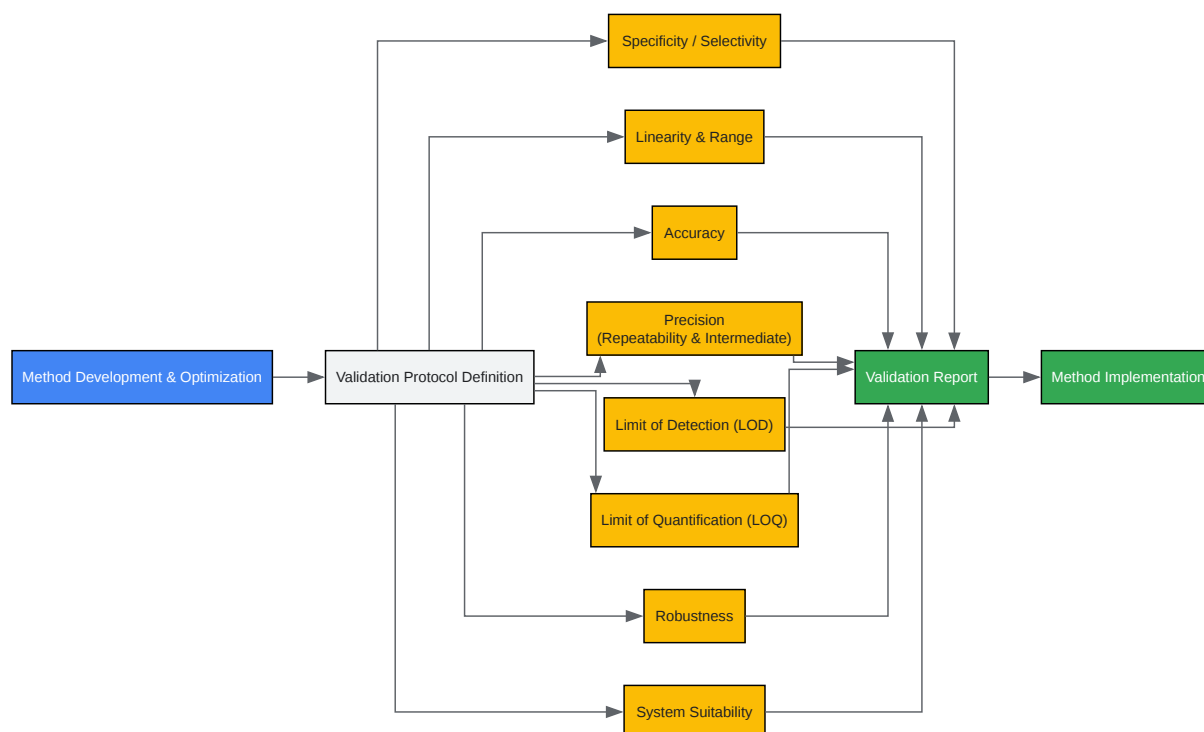 Specificity / Selectivity
Linearity & Range
Accuracy
Precision
(Repeatability & Intermediate)
Method Development & Optimization
Validation Protocol Definition
Validation Report
Method Implementation
Limit of Detection (LOD)
Limit of Quantification (LOQ)
Robustness
System Suitability